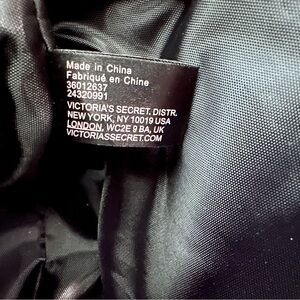 Made in China
Fabriqué en Chine
36012637
24320991
VICTORIA'S SECRET. DISTR.
NEW YORK, NY 10019 USA
LONDON, WC2E 9 BA, UK
VICTORIASSECRET.COM